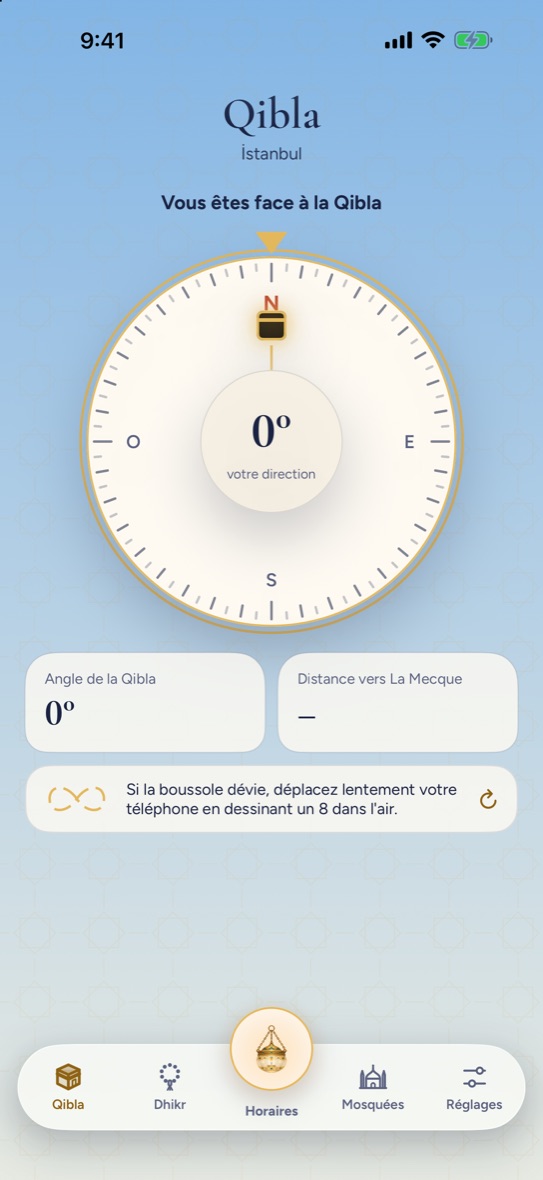 9:41
Qibla
İstanbul
Vous êtes face à la Qibla
N
O
0°
E
votre direction
S
Angle de la Qibla
0°
Distance vers La Mecque
–
Si la boussole dévie, déplacez lentement votre
téléphone en dessinant un 8 dans l'air.
Qibla
Dhikr
Horaires
Mosquées
Réglages